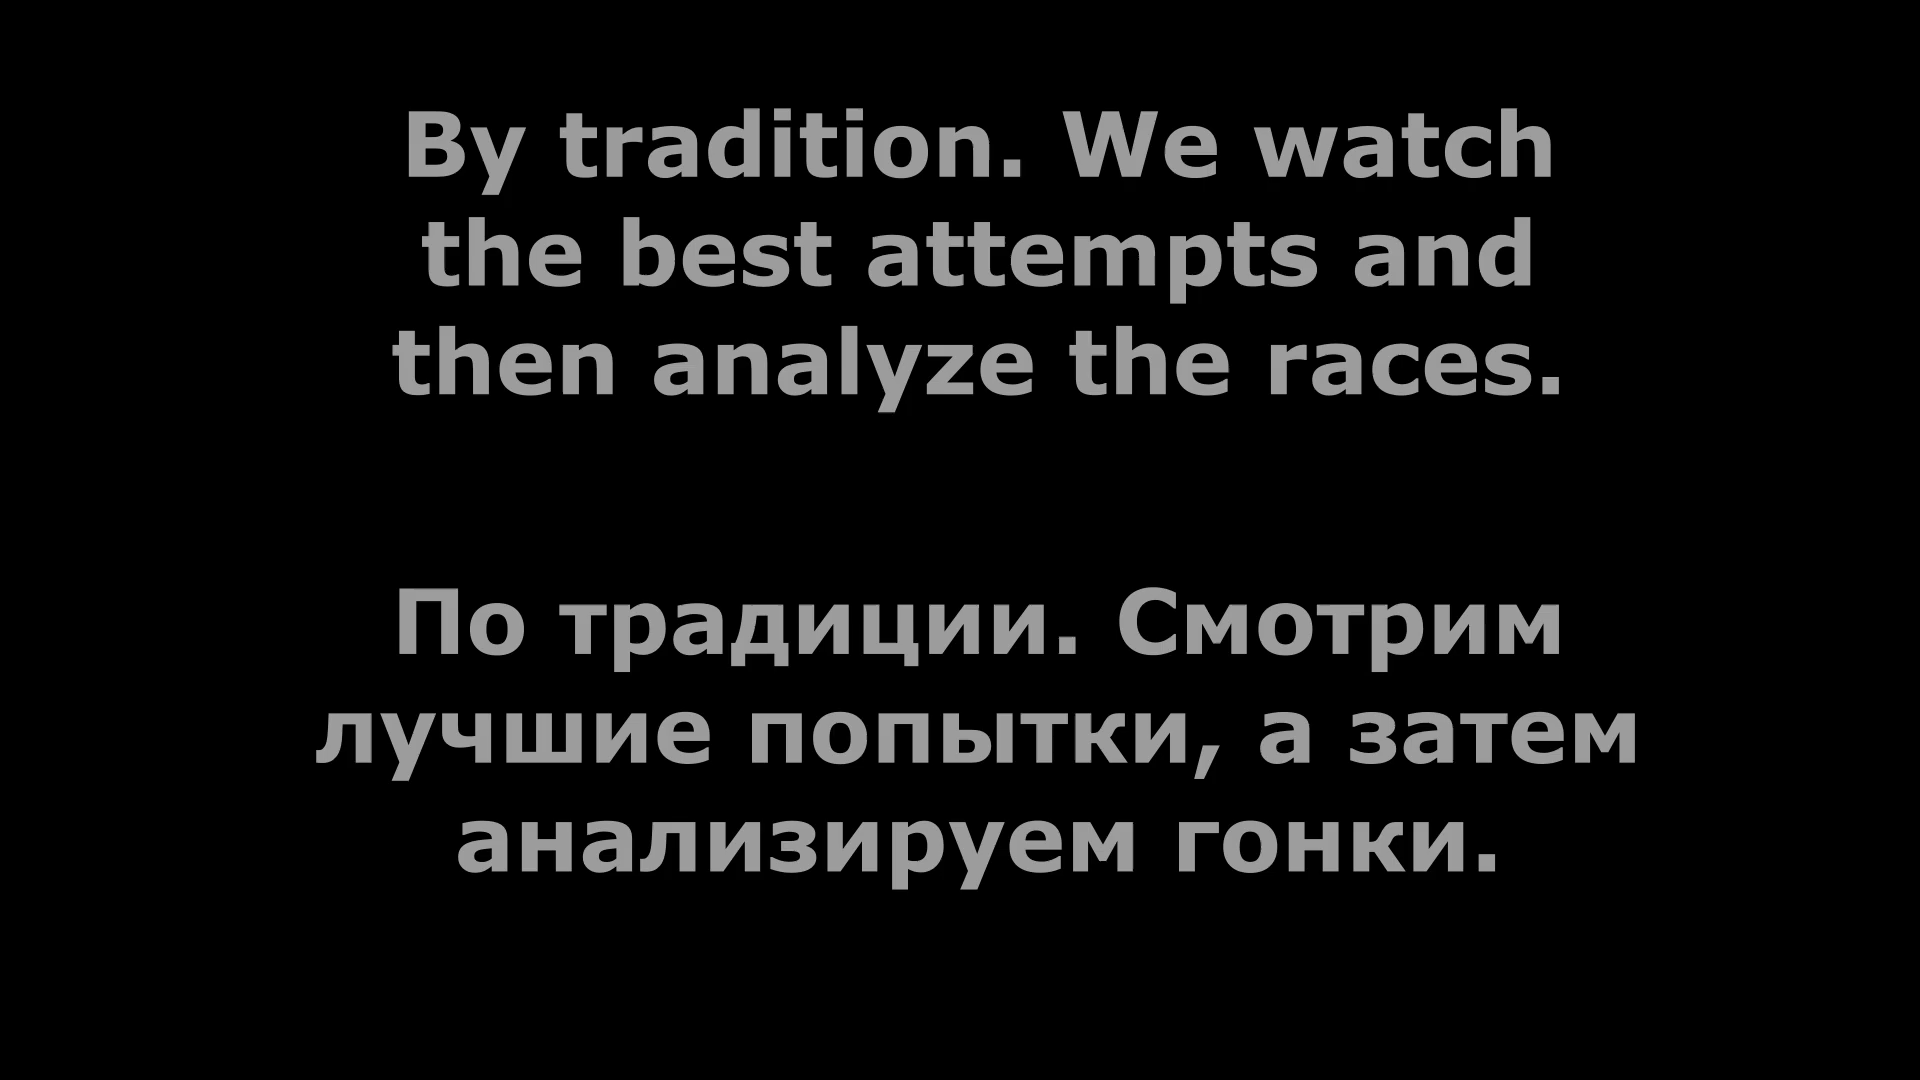 By tradition. We watch
the best attempts and
then analyze the races.
По традиции. Смотрим
лучшие попытки, а затем
анализируем гонки.